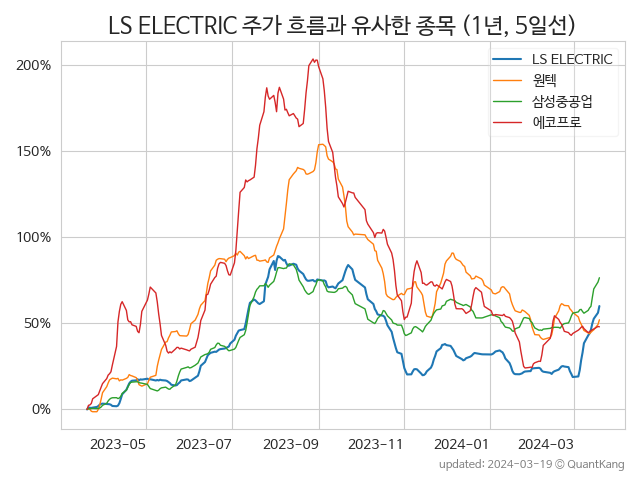 LS ELECTRIC 주가 흐름과 유사한 종목 (1년, 5일선)
LS ELECTRIC
원텍
삼성중공업
에코프로
200%
150%
100%
50%
0%
2023-05 2023-07 2023-09 2023-11 2024-01 2024-03
updated: 2024-03-19 © QuantKang